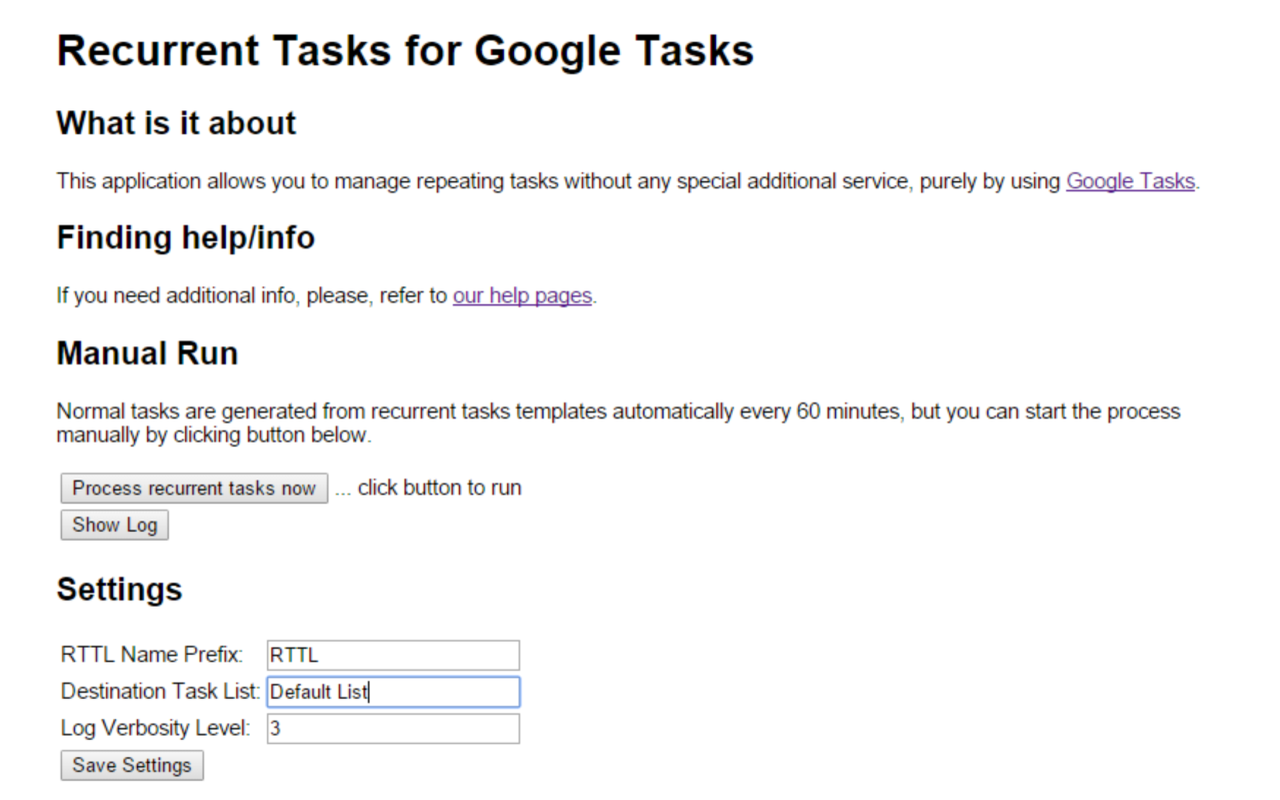 Recurrent Tasks for Google Tasks
What is it about
This application allows you to manage repeating tasks without any special additional service, purely by using Google Tasks.
Finding help/info
If you need additional info, please, refer to our help pages.
Manual Run
Normal tasks are generated from recurrent tasks templates automatically every 60 minutes, but you can start the process
manually by clicking button below.
Process recurrent tasks now ... click button to run
Show Log
Settings
RTTL Name Prefix: RTTL
Destination Task List: Default List
Log Verbosity Level: 3
Save Settings